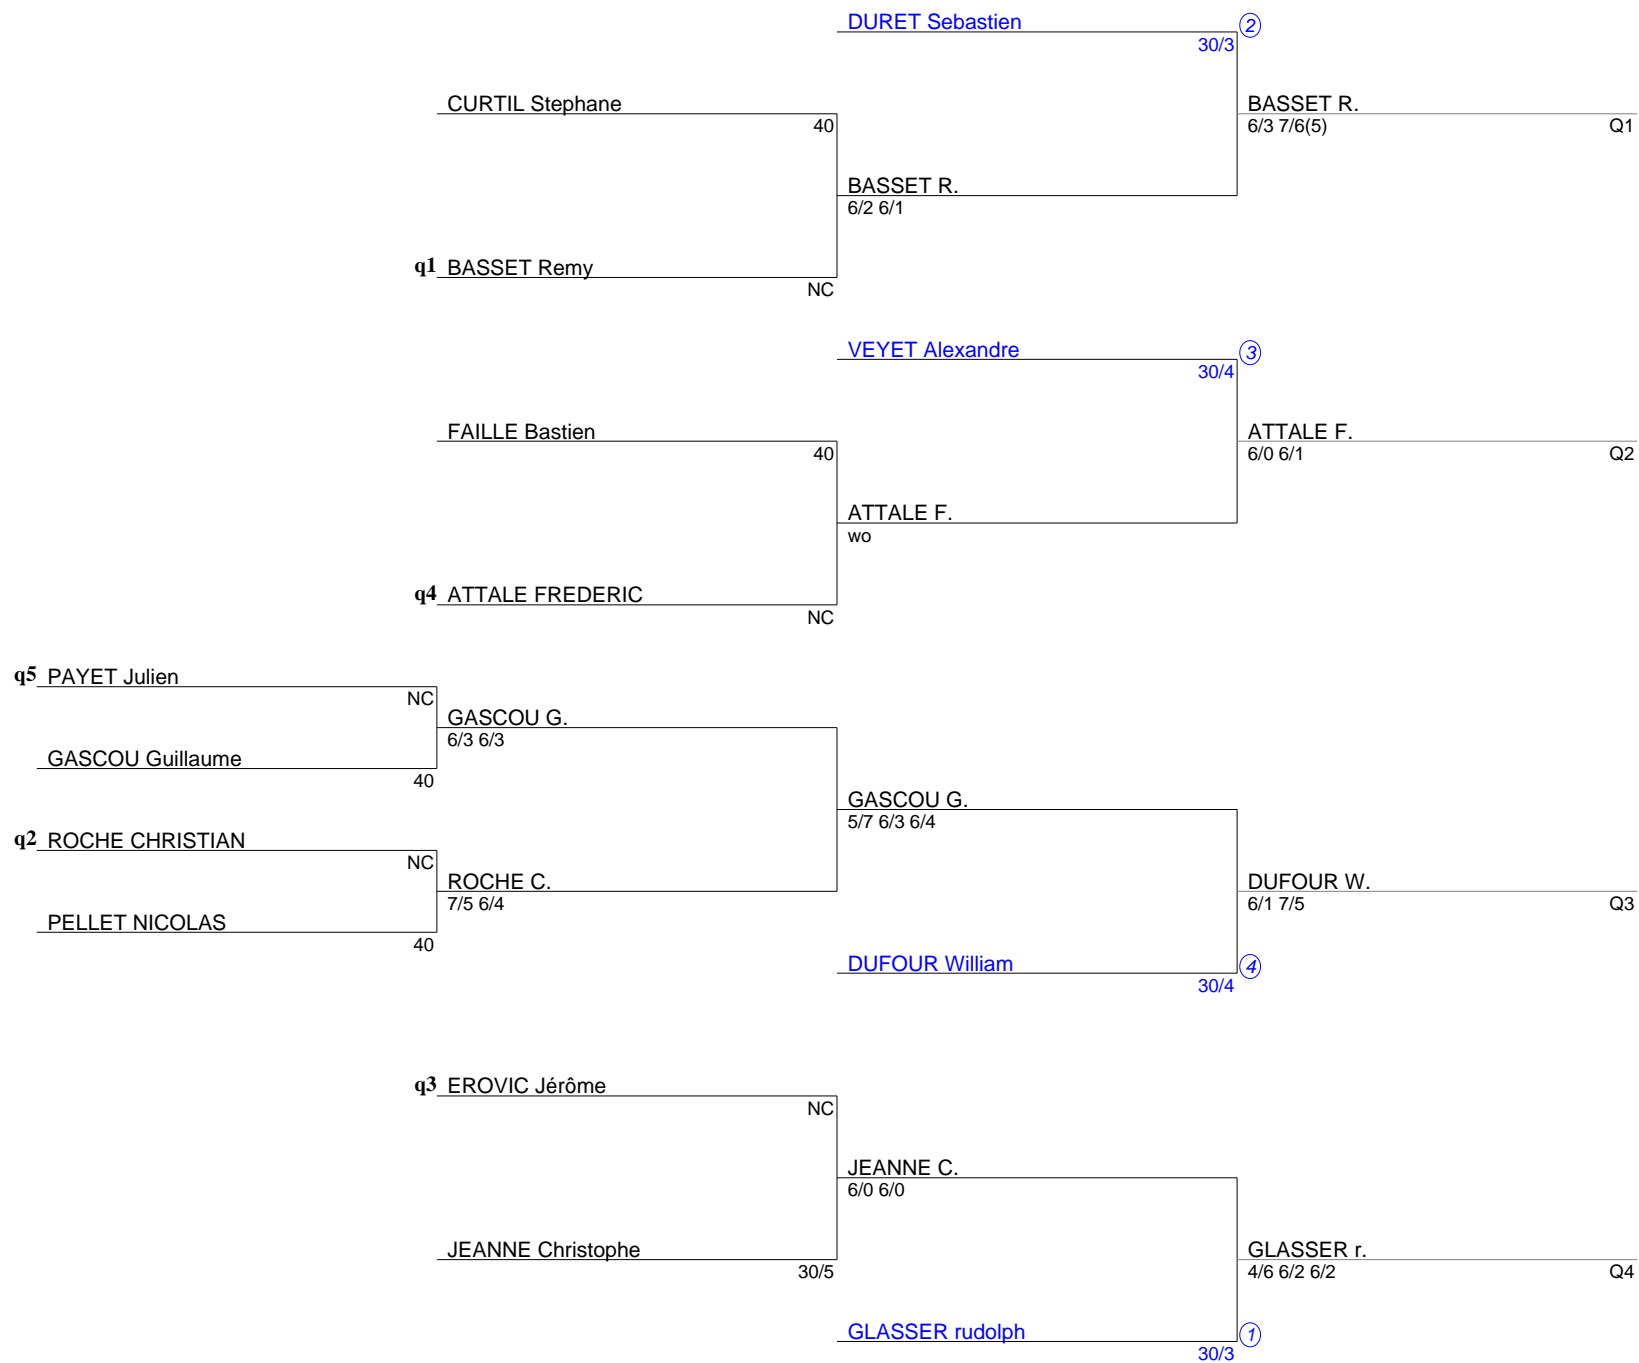 DURET Sebastien
2
30/3
CURTIL Stephane
40
BASSET R.
6/3 7/6(5)
Q1
BASSET R.
6/2 6/1
q1 BASSET Remy
NC
VEYET Alexandre
3
30/4
FAILLE Bastien
40
ATTALE F.
6/0 6/1
Q2
ATTALE F.
wo
q4 ATTALE FREDERIC
NC
q5 PAYET Julien
NC
GASCOU G.
6/3 6/3
GASCOU Guillaume
40
GASCOU G.
5/7 6/3 6/4
q2 ROCHE CHRISTIAN
NC
ROCHE C.
7/5 6/4
DUFOUR W.
6/1 7/5
Q3
PELLET NICOLAS
40
DUFOUR William
4
30/4
q3 EROVIC Jérôme
NC
JEANNE C.
6/0 6/0
JEANNE Christophe
30/5
GLASSER r.
4/6 6/2 6/2
Q4
GLASSER rudolph
1
30/3